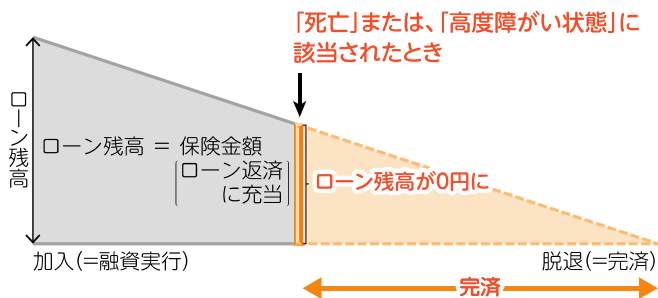 「死亡」または、「高度障がい状態」に
該当されたとき
ローン残高
ローン残高 = 保険金額
ローン返済
に充当
ローン残高が0円に
加入(=融資実行)
脱退(=完済)
完済